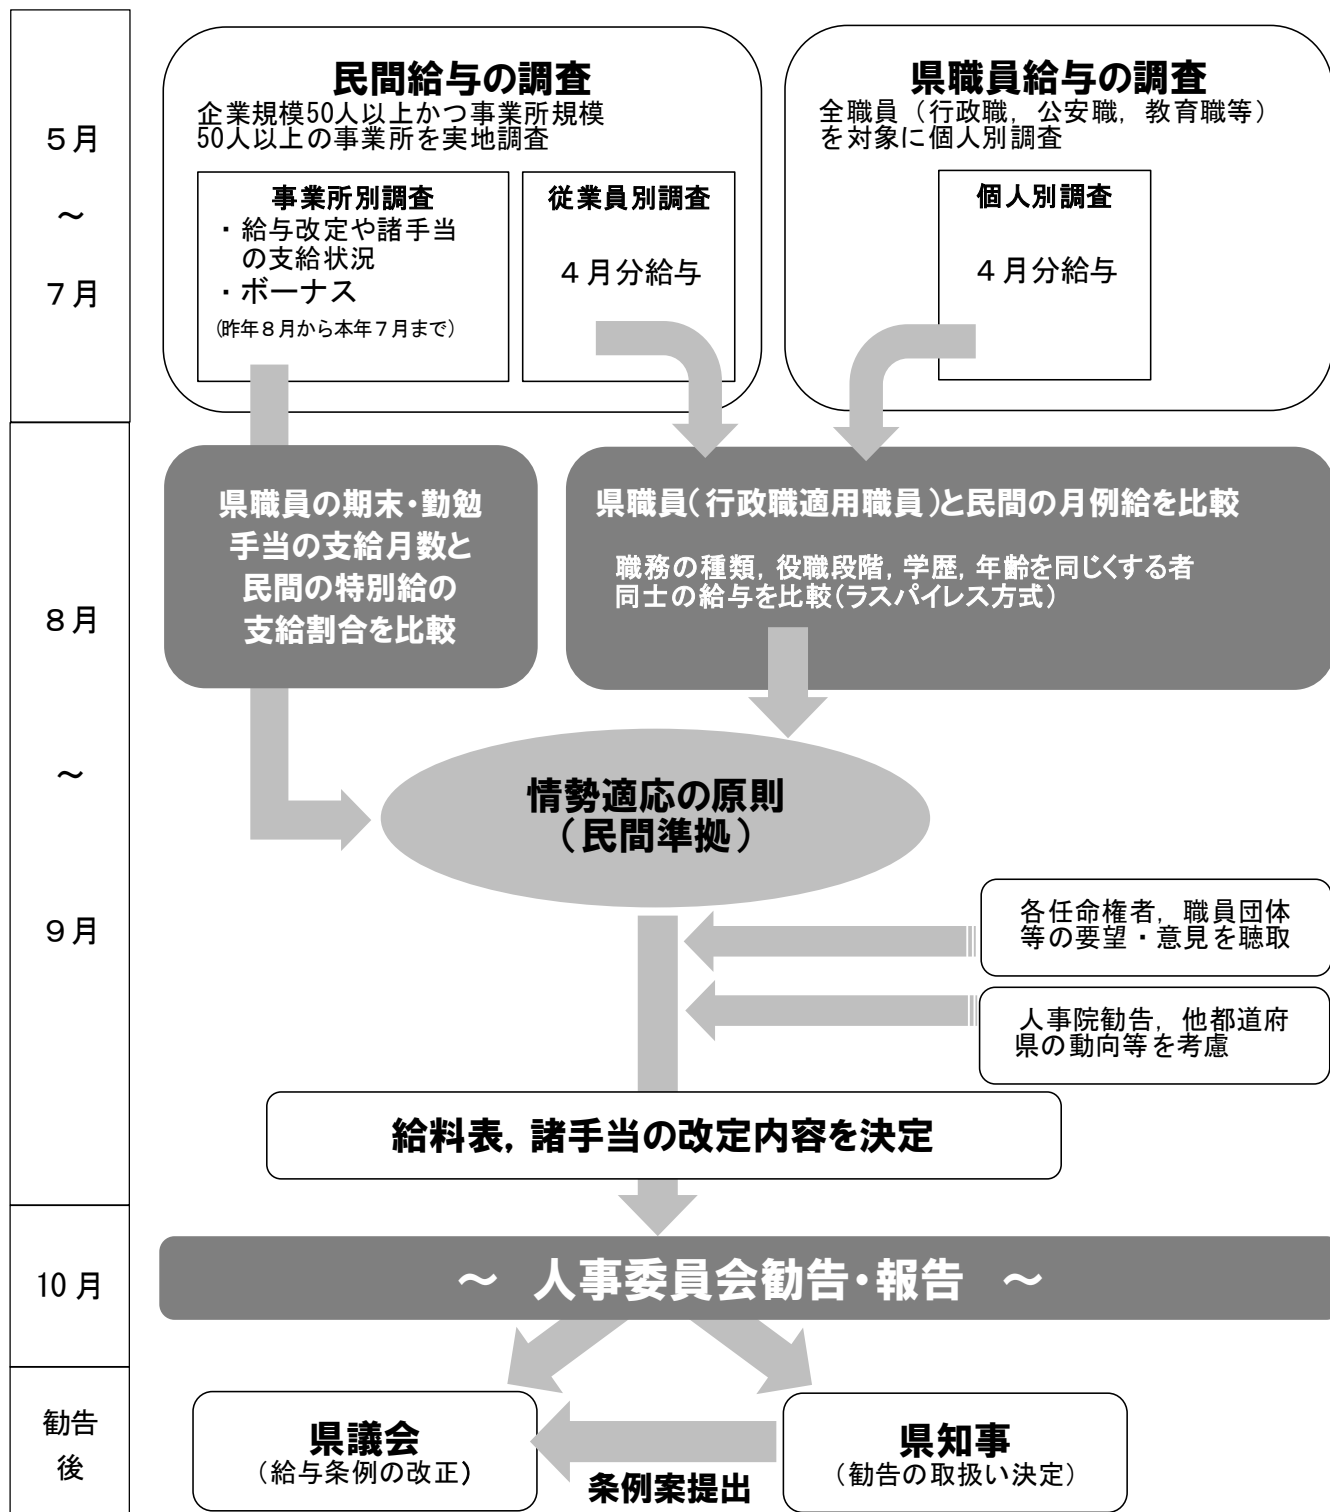 5月
～
7月
民間給与の調査
企業規模50人以上かつ事業所規模
50人以上の事業所を実地調査
事業所別調査
・給与改定や諸手当
の支給状況
・ボーナス
(昨年8月から本年7月まで)
従業員別調査
4月分給与
県職員給与の調査
全職員（行政職，公安職，教育職等）
を対象に個人別調査
個人別調査
4月分給与
8月
～
9月
県職員の期末・勤勉
手当の支給月数と
民間の特別給の
支給割合を比較
県職員（行政職適用職員）と民間の月例給を比較
職務の種類，役職段階，学歴，年齢を同じくする者
同士の給与を比較（ラスパイレス方式）
情勢適応の原則
（民間準拠）
各任命権者，職員団体
等の要望・意見を聴取
人事院勧告，他都道府
県の動向等を考慮
給料表，諸手当の改定内容を決定
10月
～ 人事委員会勧告・報告 ～
勧告
後
県議会
（給与条例の改正）
条例案提出
県知事
（勧告の取扱い決定）